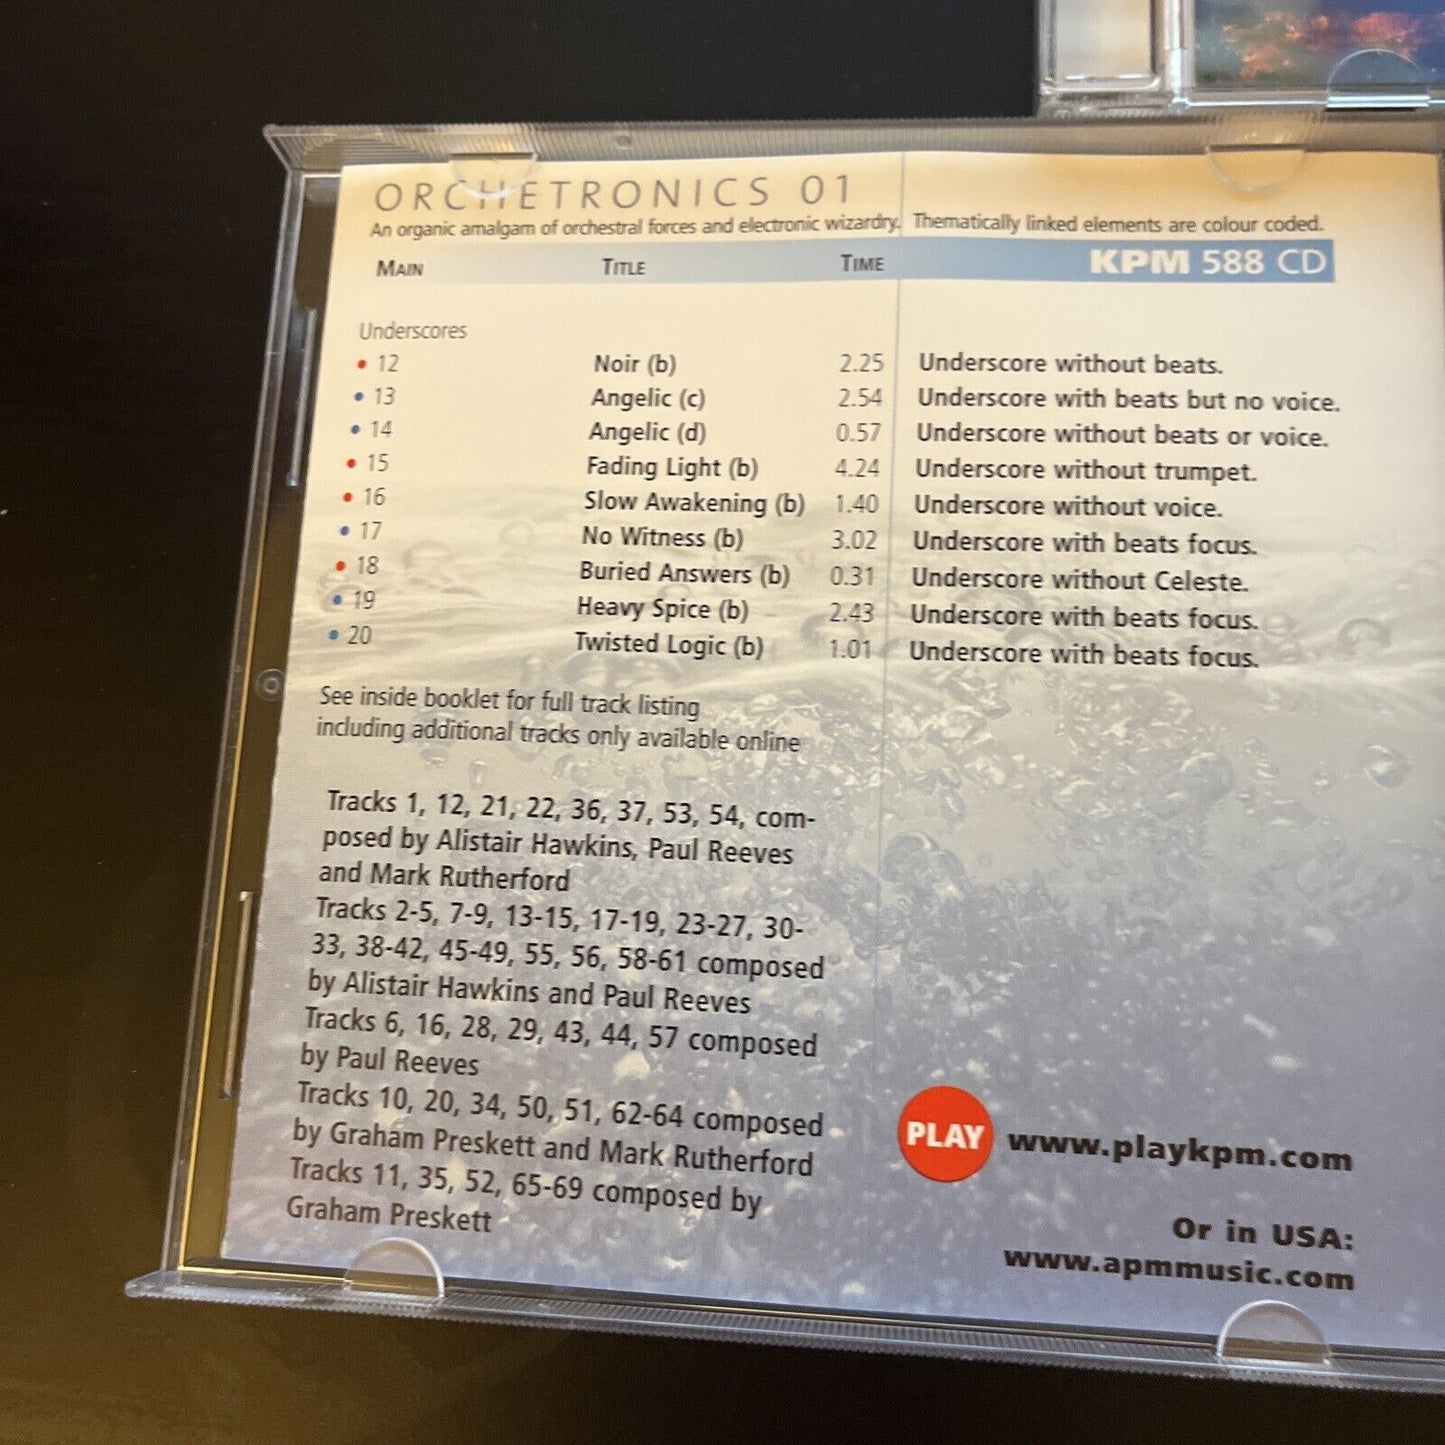 ORCHETRONICS 01
An organic amalgam of orchestral forces and electronic wizardry. Thematically linked elements are colour coded.
MAIN TITLE TIME KPM 588 CD
Underscores
12 Noir (b) 2.25 Underscore without beats.
13 Angelic (c) 2.54 Underscore with beats but no voice.
14 Angelic (d) 0.57 Underscore without beats or voice.
15 Fading Light (b) 4.24 Underscore without trumpet.
16 Slow Awakening (b) 1.40 Underscore without voice.
17 No Witness (b) 3.02 Underscore with beats focus.
18 Buried Answers (b) 0.31 Underscore without Celeste.
19 Heavy Spice (b) 2.43 Underscore with beats focus.
20 Twisted Logic (b) 1.01 Underscore with beats focus.
See inside booklet for full track listing
including additional tracks only available online
Tracks 1, 12, 21, 22, 36, 37, 53, 54, com-
posed by Alistair Hawkins, Paul Reeves
and Mark Rutherford
Tracks 2-5, 7-9, 13-15, 17-19, 23-27, 30-
33, 38-42, 45-49, 55, 56, 58-61 composed
by Alistair Hawkins and Paul Reeves
Tracks 6, 16, 28, 29, 43, 44, 57 composed
by Paul Reeves
Tracks 10, 20, 34, 50, 51, 62-64 composed
by Graham Preskett and Mark Rutherford
Tracks 11, 35, 52, 65-69 composed by
Graham Preskett
PLAY www.playkpm.com
Or in USA:
www.apmmusic.com